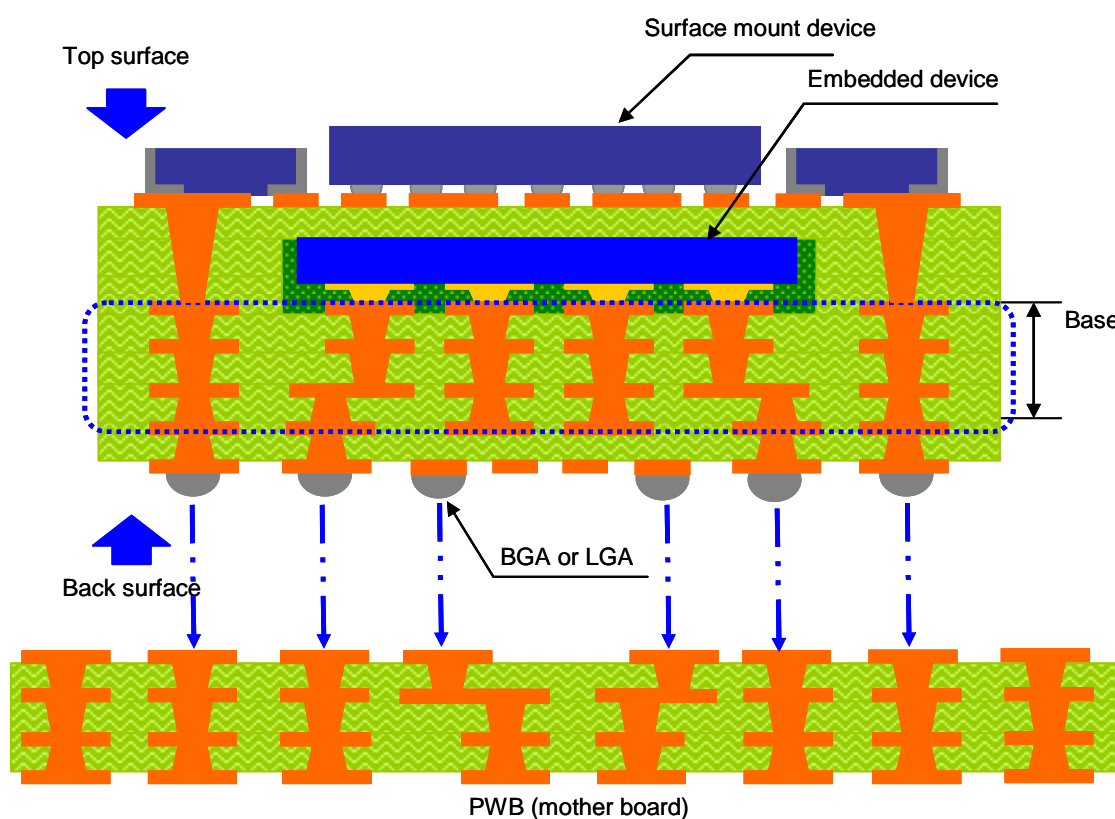 Surface mount device
Top surface
Embedded device
Base
BGA or LGA
Back surface
PWB (mother board)